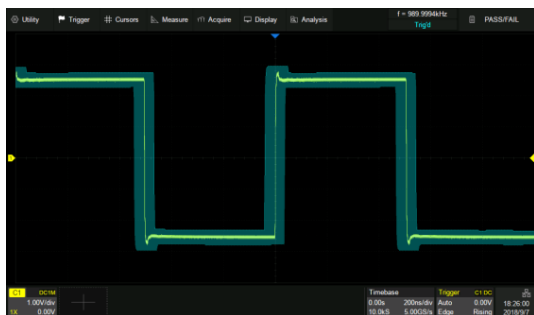 Utility Trigger Cursors Measure Acquire Display Analysis f = 989.9994kHz PASS/FAIL
Trig'd
C1 DC1M
1.00V/div
1X 0.00V
Timebase
0.00s 200ns/div
10.0kS 5.00GS/s
Trigger C1 DC
Auto 0.00V
Edge Rising
18:26:00
2018/9/7